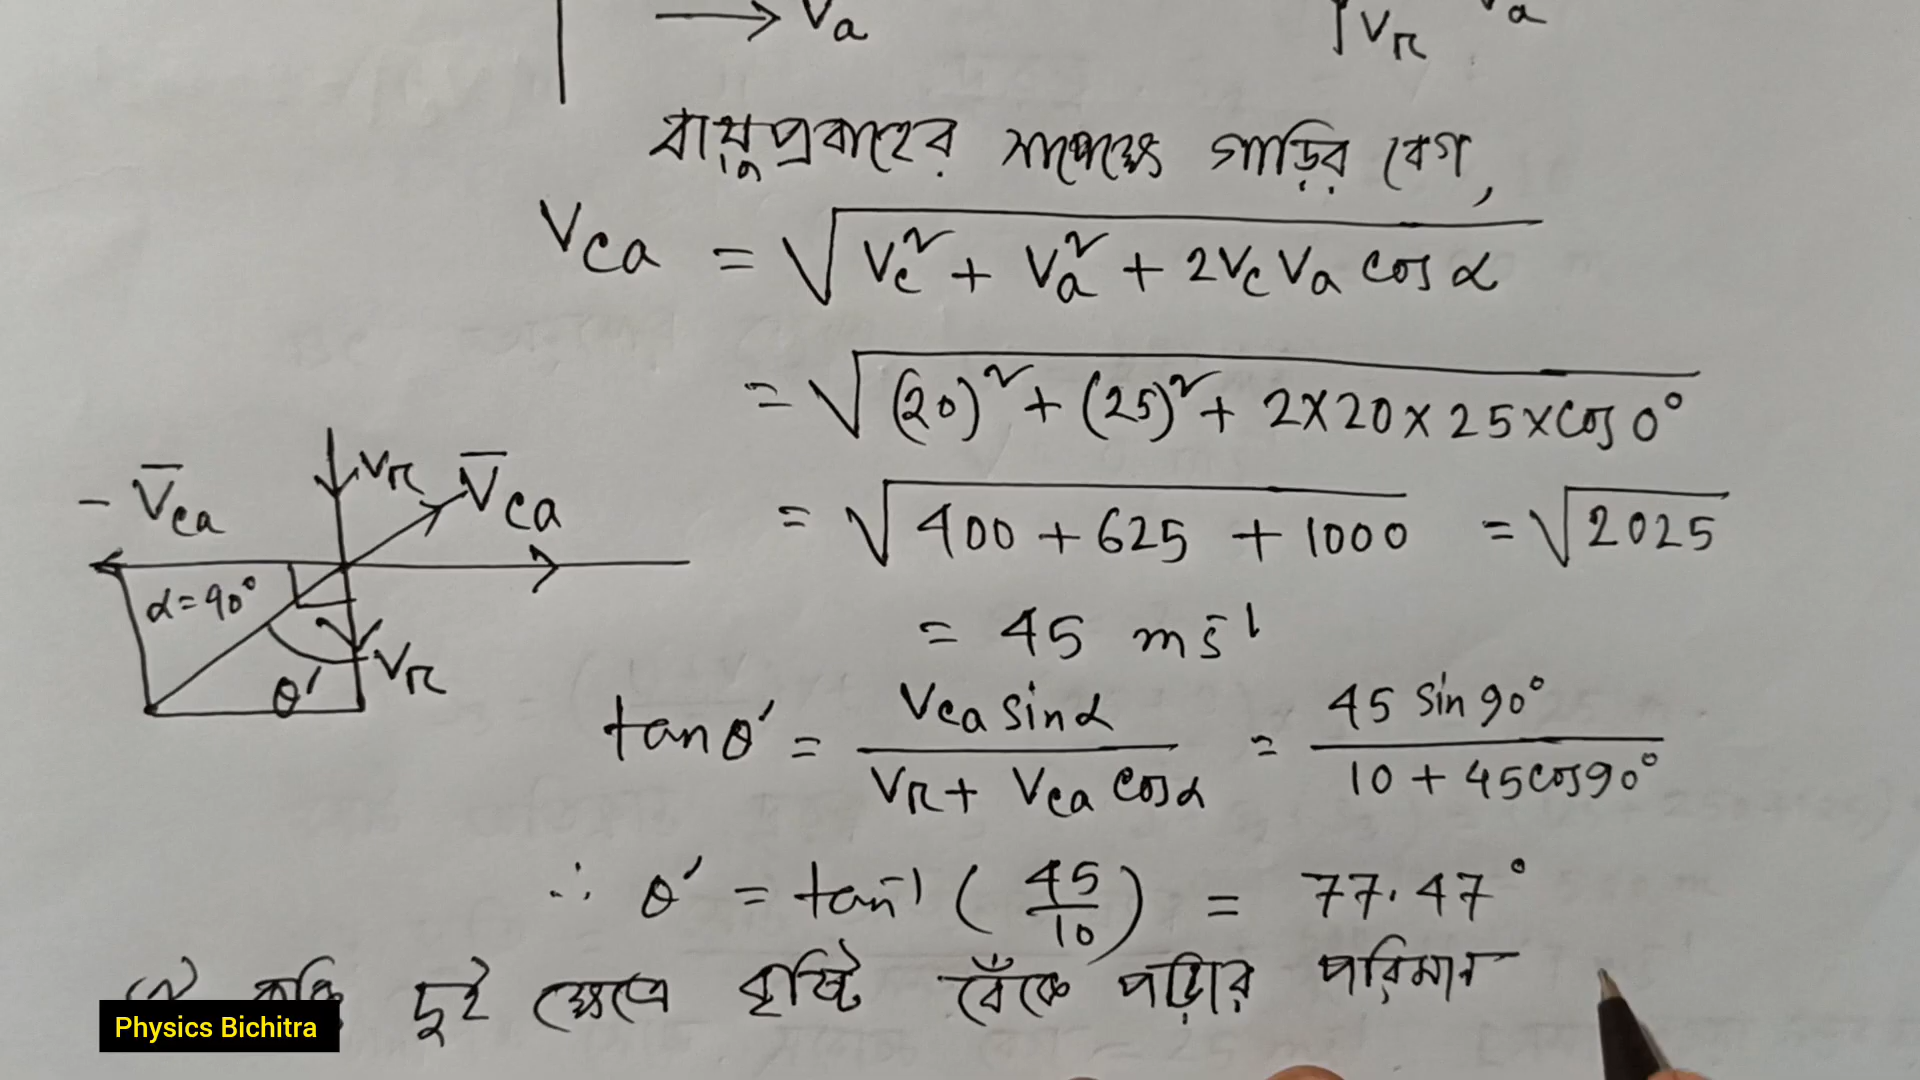 → Va
VR Va
বায়ুপ্রবাহের সাপেক্ষে গাড়ির বেগ,
Vca = √(Vc² + Va² + 2VcVa cos α)
= √((20)² + (25)² + 2×20×25×cos 0°)
= √(400 + 625 + 1000) = √2025
= 45 ms⁻¹
VR
V̅ca
- V̅ca
α = 90°
θ′
VR
tan θ′ = Vca sin α / (VR + Vca cos α) = 45 sin 90° / (10 + 45 cos 90°)
∴ θ′ = tan⁻¹ (45/10) = 77.47°
দুই ক্ষেত্রে বৃষ্টি বেঁকে পড়ার পরিমান
Physics Bichitra